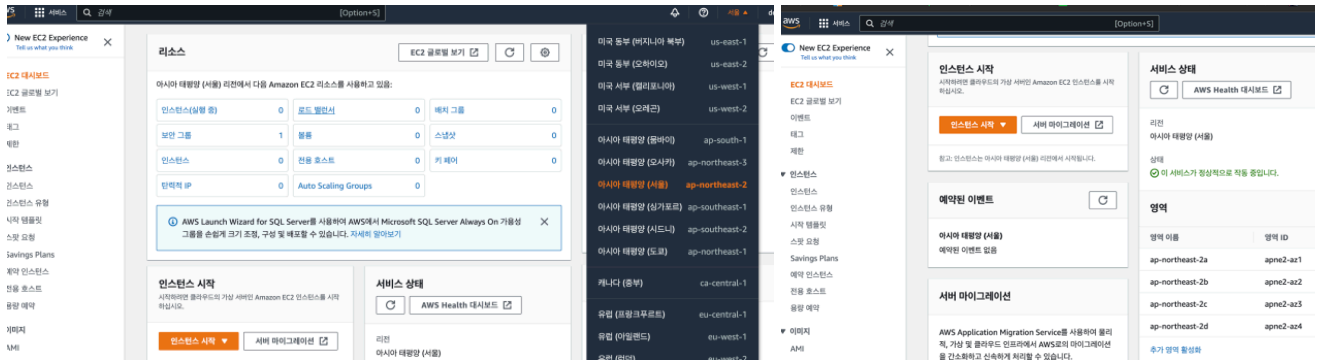 서비스
검색
[Option+S]
서울 ▲
New EC2 Experience
Tell us what you think
EC2 대시보드
EC2 글로벌 보기
이벤트
태그
제한
인스턴스
인스턴스
인스턴스 유형
시작 템플릿
스팟 요청
Savings Plans
예약 인스턴스
전용 호스트
용량 예약
이미지
AMI
리소스
EC2 글로벌 보기
아시아 태평양 (서울) 리전에서 다음 Amazon EC2 리소스를 사용하고 있음:
인스턴스(실행 중) 0
로드 밸런서 0
배치 그룹 0
보안 그룹 1
볼륨 0
스냅샷 0
인스턴스 0
전용 호스트 0
키 페어 0
탄력적 IP 0
Auto Scaling Groups 0
AWS Launch Wizard for SQL Server를 사용하여 AWS에서 Microsoft SQL Server Always On 가용성
그룹을 손쉽게 크기 조정, 구성 및 배포할 수 있습니다. 자세히 알아보기
인스턴스 시작
시작하려면 클라우드의 가상 서버인 Amazon EC2 인스턴스를 시작
하십시오.
인스턴스 시작 ▼
서버 마이그레이션
서비스 상태
AWS Health 대시보드
리전
아시아 태평양 (서울)
미국 동부 (버지니아 북부) us-east-1
미국 동부 (오하이오) us-east-2
미국 서부 (캘리포니아) us-west-1
미국 서부 (오레곤) us-west-2
아시아 태평양 (뭄바이) ap-south-1
아시아 태평양 (오사카) ap-northeast-3
아시아 태평양 (서울) ap-northeast-2
아시아 태평양 (싱가포르) ap-southeast-1
아시아 태평양 (시드니) ap-southeast-2
아시아 태평양 (도쿄) ap-northeast-1
캐나다 (중부) ca-central-1
유럽 (프랑크푸르트) eu-central-1
유럽 (아일랜드) eu-west-1
유럽 (런던) eu-west-2
aws
서비스
검색
[Option+S]
New EC2 Experience
Tell us what you think
EC2 대시보드
EC2 글로벌 보기
이벤트
태그
제한
▼ 인스턴스
인스턴스
인스턴스 유형
시작 템플릿
스팟 요청
Savings Plans
예약 인스턴스
전용 호스트
용량 예약
▼ 이미지
AMI
인스턴스 시작
시작하려면 클라우드의 가상 서버인 Amazon EC2 인스턴스를 시작
하십시오.
인스턴스 시작 ▼
서버 마이그레이션
참고: 인스턴스는 아시아 태평양 (서울) 리전에서 시작됩니다.
예약된 이벤트
아시아 태평양 (서울)
예약된 이벤트 없음
서버 마이그레이션
AWS Application Migration Service를 사용하여 물리
적, 가상 및 클라우드 인프라에서 AWS로의 마이그레이션
을 간소화하고 신속하게 처리할 수 있습니다.
서비스 상태
AWS Health 대시보드
리전
아시아 태평양 (서울)
상태
이 서비스가 정상적으로 작동 중입니다.
영역
영역 이름 영역 ID
ap-northeast-2a apne2-az1
ap-northeast-2b apne2-az2
ap-northeast-2c apne2-az3
ap-northeast-2d apne2-az4
추가 영역 활성화